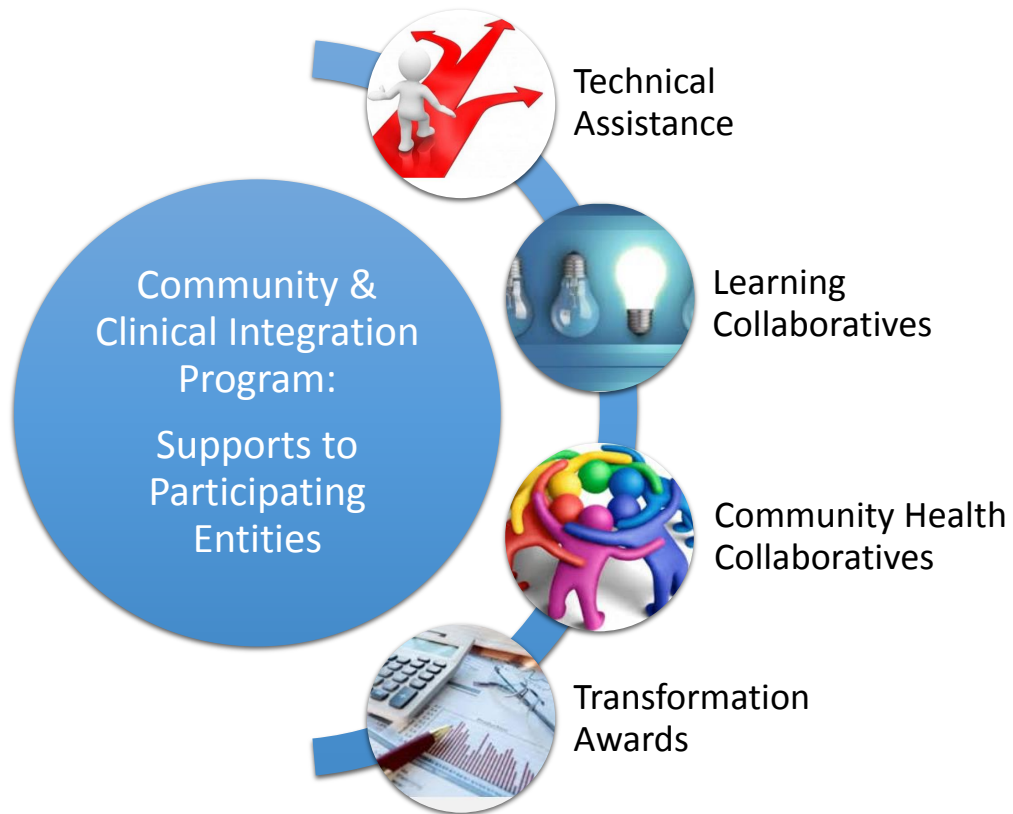 Technical
Assistance
Community &
Clinical Integration
Program:
Supports to
Participating
Entities
Learning
Collaboratives
Community Health
Collaboratives
Transformation
Awards